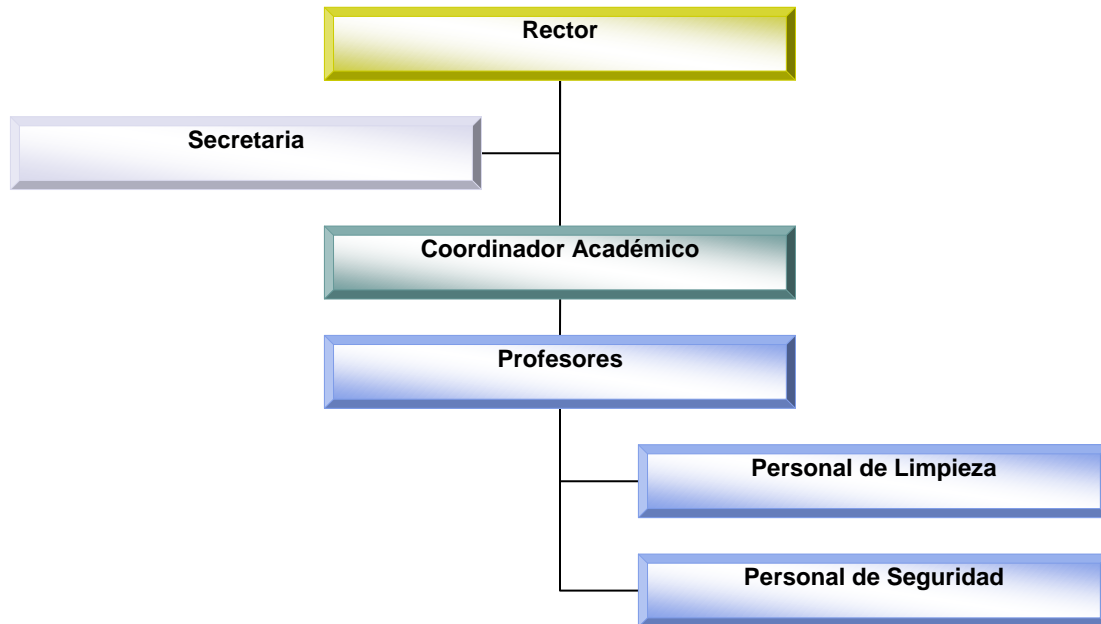 Rector
Secretaria
Coordinador Académico
Profesores
Personal de Limpieza
Personal de Seguridad